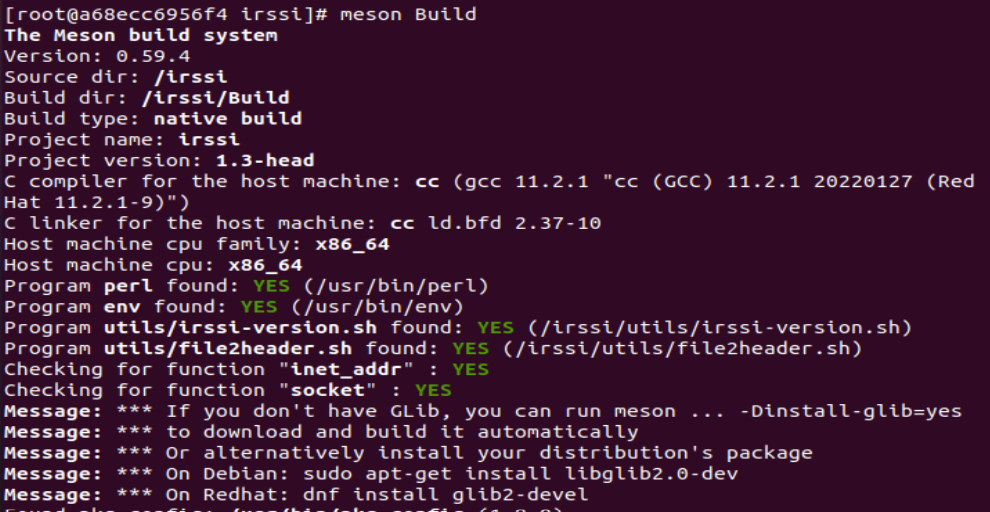 [root@a68ecc6956f4 irssi]# meson Build
The Meson build system
Version: 0.59.4
Source dir: /irssi
Build dir: /irssi/Build
Build type: native build
Project name: irssi
Project version: 1.3-head
C compiler for the host machine: cc (gcc 11.2.1 "cc (GCC) 11.2.1 20220127 (Red
Hat 11.2.1-9)")
C linker for the host machine: cc ld.bfd 2.37-10
Host machine cpu family: x86_64
Host machine cpu: x86_64
Program perl found: YES (/usr/bin/perl)
Program env found: YES (/usr/bin/env)
Program utils/irssi-version.sh found: YES (/irssi/utils/irssi-version.sh)
Program utils/file2header.sh found: YES (/irssi/utils/file2header.sh)
Checking for function "inet_addr" : YES
Checking for function "socket" : YES
Message: *** If you don't have GLib, you can run meson ... -Dinstall-glib=yes
Message: *** to download and build it automatically
Message: *** Or alternatively install your distribution's package
Message: *** On Debian: sudo apt-get install libglib2.0-dev
Message: *** On Redhat: dnf install glib2-devel